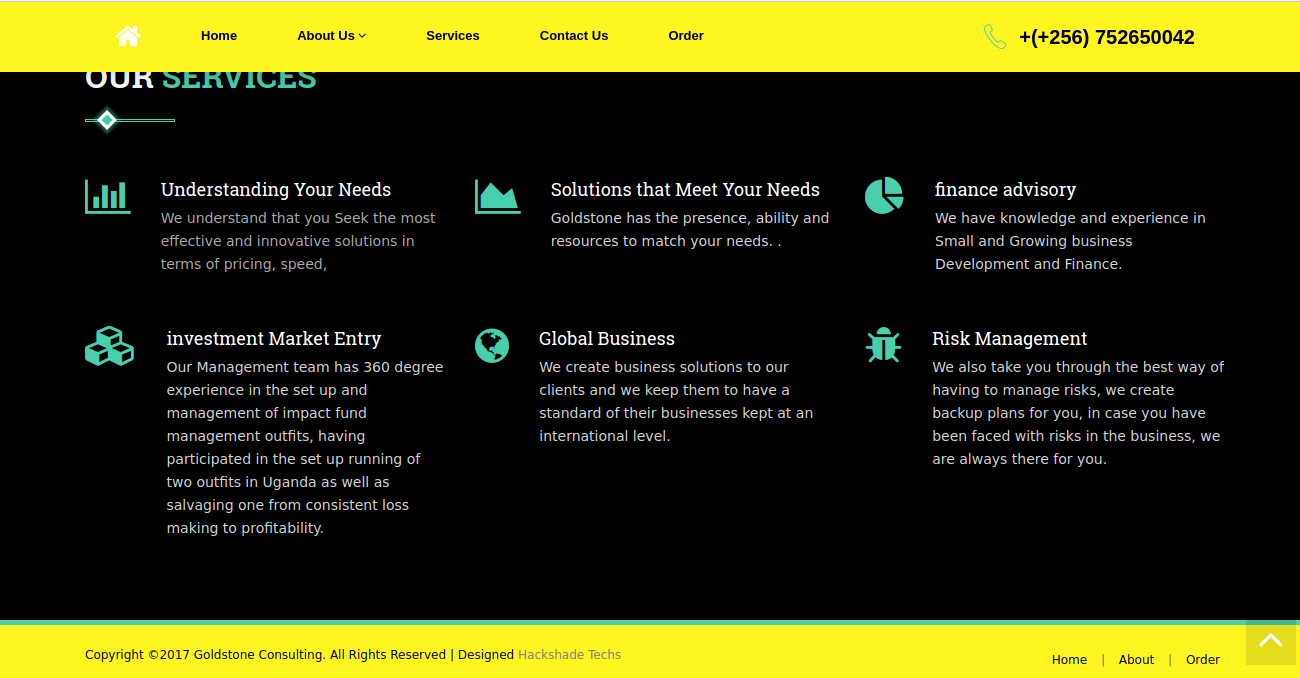 Home
About Us
Services
Contact Us
Order
+(+256) 752650042
OUR SERVICES
Understanding Your Needs
We understand that you Seek the most
effective and innovative solutions in
terms of pricing, speed,
Solutions that Meet Your Needs
Goldstone has the presence, ability and
resources to match your needs. .
finance advisory
We have knowledge and experience in
Small and Growing business
Development and Finance.
investment Market Entry
Our Management team has 360 degree
experience in the set up and
management of impact fund
management outfits, having
participated in the set up running of
two outfits in Uganda as well as
salvaging one from consistent loss
making to profitability.
Global Business
We create business solutions to our
clients and we keep them to have a
standard of their businesses kept at an
international level.
Risk Management
We also take you through the best way of
having to manage risks, we create
backup plans for you, in case you have
been faced with risks in the business, we
are always there for you.
Copyright ©2017 Goldstone Consulting. All Rights Reserved | Designed Hackshade Techs
Home | About | Order